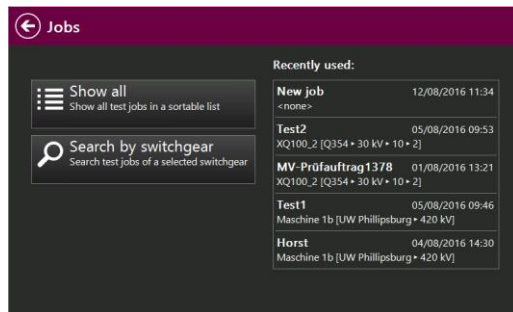 Jobs
Show all
Show all test jobs in a sortable list
Search by switchgear
Search test jobs of a selected switchgear
Recently used:
New job 12/08/2016 11:34
<none>
Test2 05/08/2016 09:53
XQ100_2 [Q354 ▸ 30 kV ▸ 10 ▸ 2]
MV-Prüfauftrag1378 01/08/2016 13:21
XQ100_2 [Q354 ▸ 30 kV ▸ 10 ▸ 2]
Test1 05/08/2016 09:46
Maschine 1b [UW Phillipsburg ▸ 420 kV]
Horst 04/08/2016 14:30
Maschine 1b [UW Phillipsburg ▸ 420 kV]